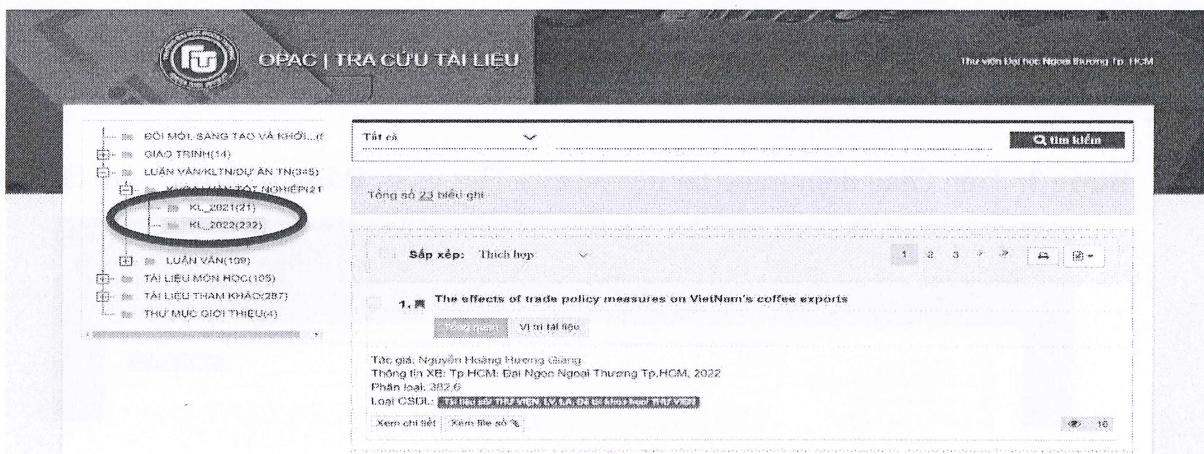 OPAC | TRA CỨU TÀI LIỆU
Thư viện Đại học Ngoại thương Tp. HCM
ĐỔI MỚI, SÁNG TẠO VÀ KHỞI...(
GIÁO TRÌNH(14)
LUẬN VĂN/KLTN/DỰ ÁN TN(345)
KHÓA LUẬN TỐT NGHIỆP(21
KL_2021(21)
KL_2022(232)
LUẬN VĂN(109)
TÀI LIỆU MÔN HỌC(105)
TÀI LIỆU THAM KHẢO(287)
THƯ MỤC GIỚI THIỆU(4)
Tất cả
tìm kiếm
Tổng số 23 biểu ghi
Sắp xếp: Thích hợp
1 2 3
1. The effects of trade policy measures on VietNam's coffee exports
Tổng quan Vị trí tài liệu
Tác giả: Nguyễn Hoàng Hương Giang
Thông tin XB: Tp.HCM: Đại Ngọc Ngoại Thương Tp.HCM, 2022
Phân loại: 382.6
Loại CSDL:
Xem chi tiết Xem file số
16